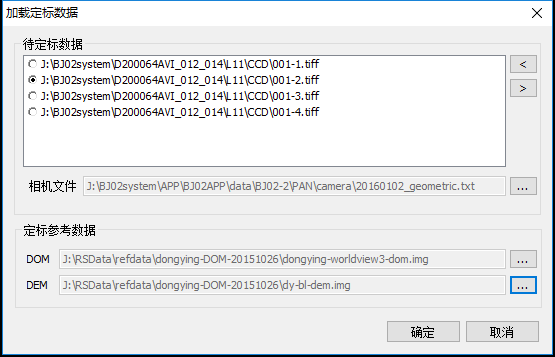 加载定标数据
待定标数据
J:\BJ02system\D200064AVI_012_014\L11\CCD\001-1.tiff
<
J:\BJ02system\D200064AVI_012_014\L11\CCD\001-2.tiff
>
J:\BJ02system\D200064AVI_012_014\L11\CCD\001-3.tiff
J:\BJ02system\D200064AVI_012_014\L11\CCD\001-4.tiff
相机文件 J:\BJ02system\APP\BJ02APP\data\BJ02-2\PAN\camera\20160102_geometric.txt ...
定标参考数据
DOM J:\RSData\refdata\dongying-DOM-20151026\dongying-worldview3-dom.img ...
DEM J:\RSData\refdata\dongying-DOM-20151026\dy-bl-dem.img ...
确定 取消